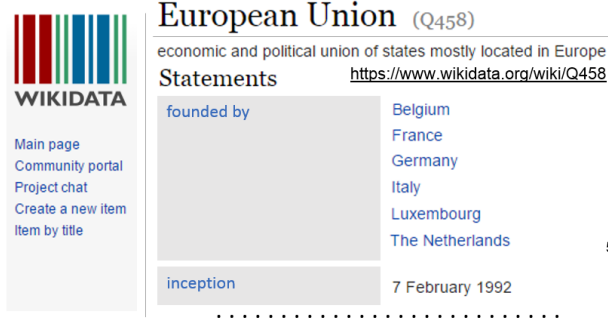 WIKIDATA
Main page
Community portal
Project chat
Create a new item
Item by title
European Union (Q458)
economic and political union of states mostly located in Europe
Statements https://www.wikidata.org/wiki/Q458
founded by
Belgium
France
Germany
Italy
Luxembourg
The Netherlands
inception
7 February 1992
. . . . . . . . . . . . . . . . . . . . . . . . . . .